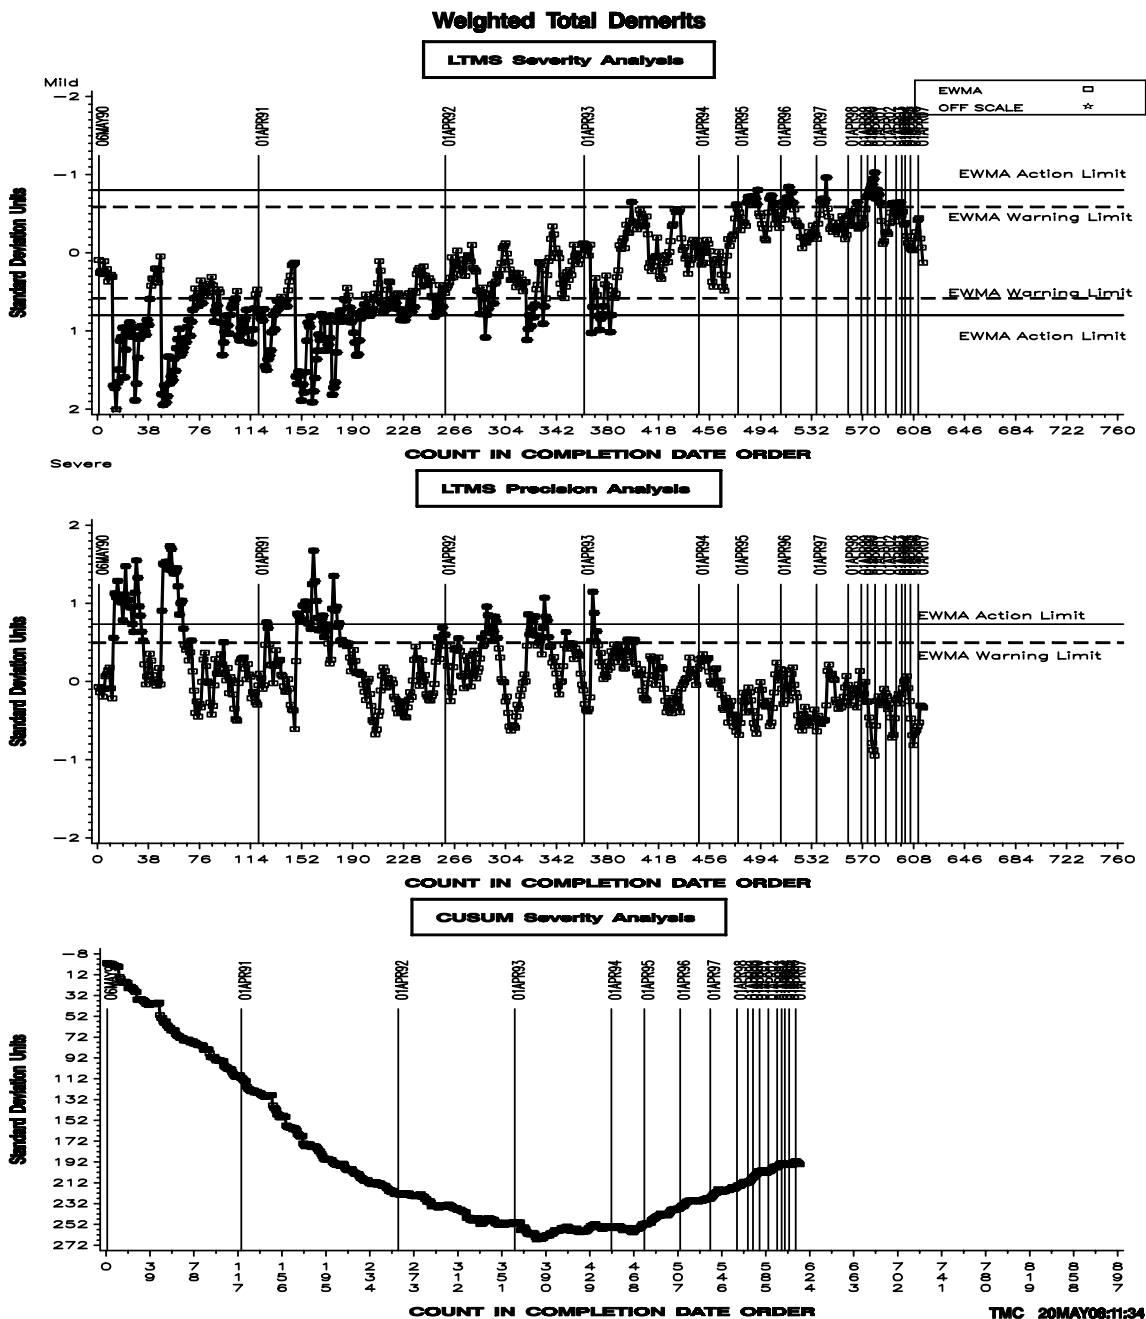 Weighted Total Demerits
LTMS Severity Analysis
Mild
EWMA
OFF SCALE
Standard Deviation Units
-2
-1
0
1
2
06MAY90
01APR91
01APR92
01APR93
01APR94
01APR95
01APR96
01APR97
01APR98
01APR07
EWMA Action Limit
EWMA Warning Limit
EWMA Warning Limit
EWMA Action Limit
0 38 76 114 152 190 228 266 304 342 380 418 456 494 532 570 608 646 684 722 760
COUNT IN COMPLETION DATE ORDER
Severe
LTMS Precision Analysis
Standard Deviation Units
2
1
0
-1
-2
06MAY90
01APR91
01APR92
01APR93
01APR94
01APR95
01APR96
01APR97
01APR98
01APR07
EWMA Action Limit
EWMA Warning Limit
0 38 76 114 152 190 228 266 304 342 380 418 456 494 532 570 608 646 684 722 760
COUNT IN COMPLETION DATE ORDER
CUSUM Severity Analysis
Standard Deviation Units
-8
12
32
52
72
92
112
132
152
172
192
212
232
252
272
01APR91
01APR92
01APR93
01APR94
01APR95
01APR96
01APR97
01APR98
01APR07
0 39 78 117 156 195 234 273 312 351 390 429 468 507 546 585 624 663 702 741 780 819 858 897
COUNT IN COMPLETION DATE ORDER
TMC 20MAY08:11:34